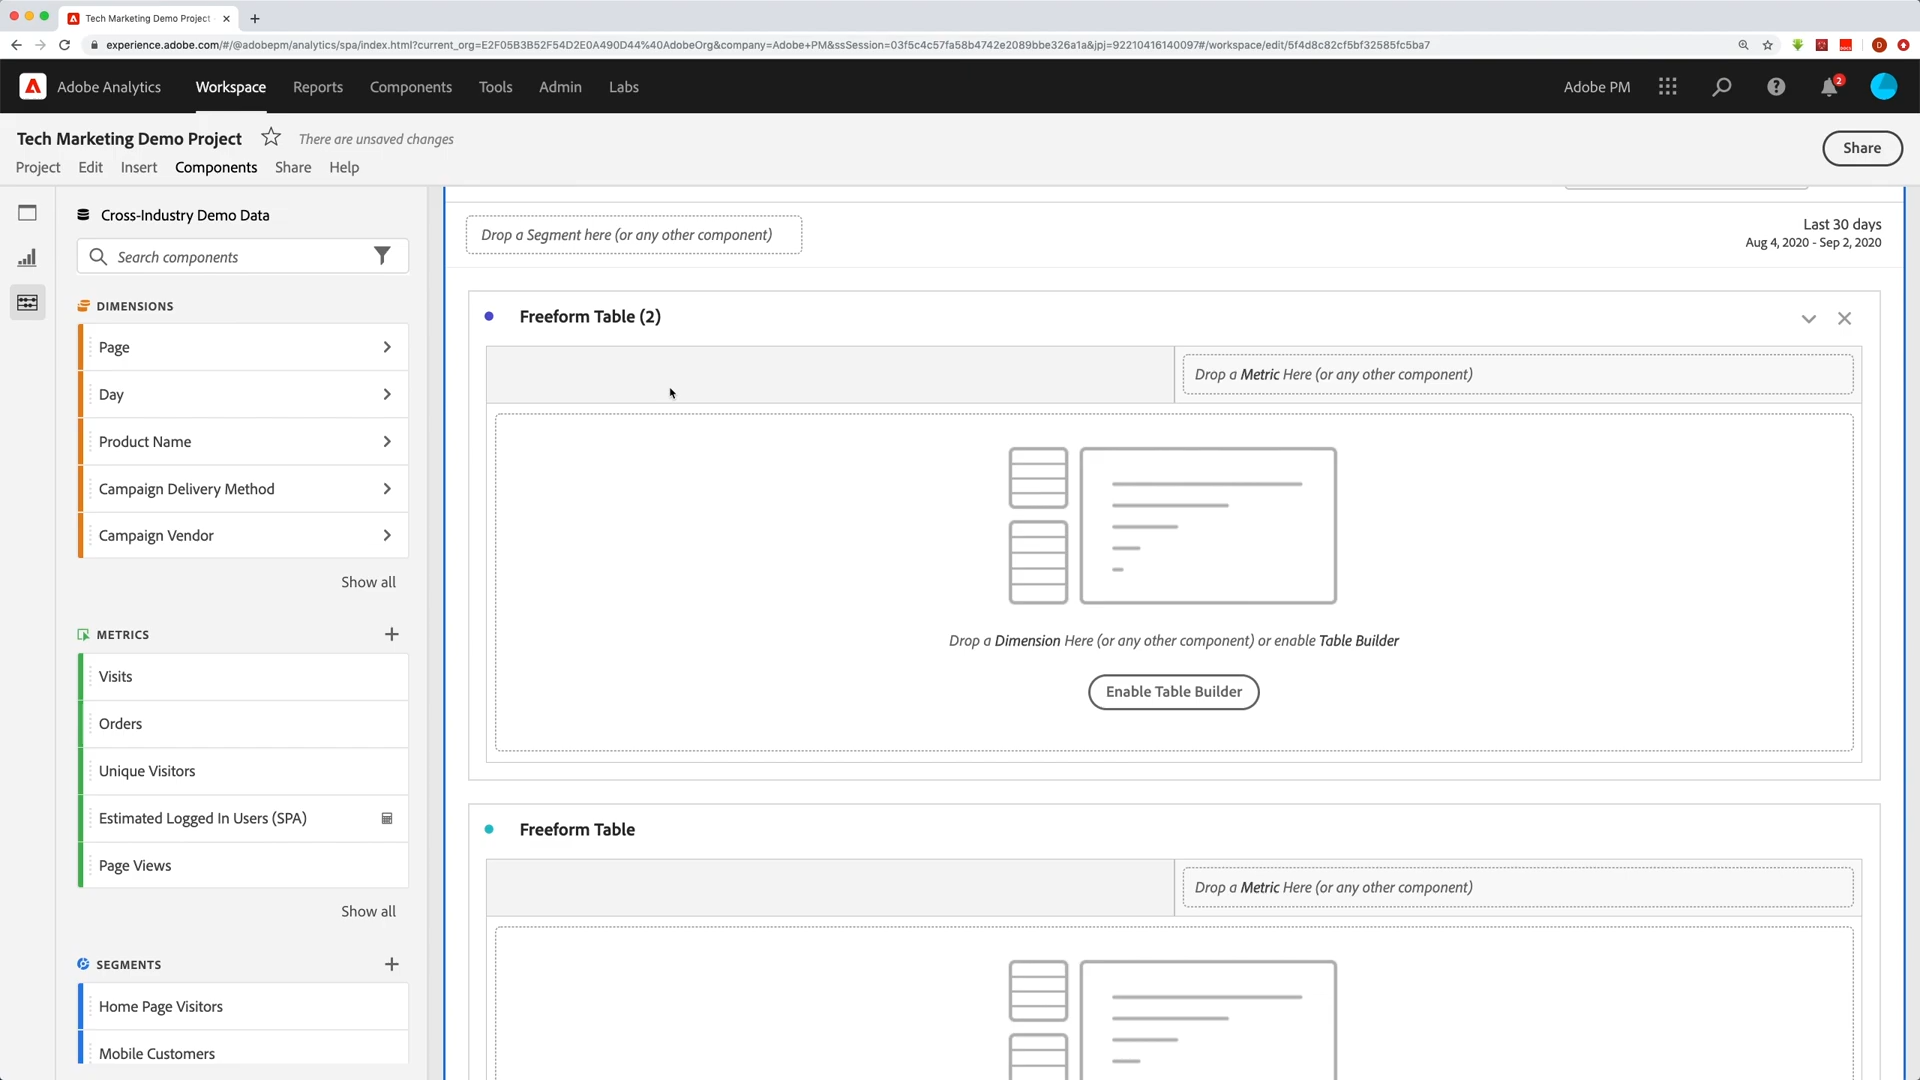 Tech Marketing Demo Project
experience.adobe.com/#/@adobepm/analytics/spa/index.html?current_org=E2F05B3B52F54D2E0A490D44%40AdobeOrg&company=Adobe+PM&ssSession=03f5c4c57fa58b4742e2089bbe326a1a&jpj=92210416140097#/workspace/edit/5f4d8c82cf5bf32585fc5ba7
D
Adobe Analytics
Workspace
Reports
Components
Tools
Admin
Labs
Adobe PM
2
Tech Marketing Demo Project
There are unsaved changes
Share
Project
Edit
Insert
Components
Share
Help
Cross-Industry Demo Data
Search components
DIMENSIONS
Page
Day
Product Name
Campaign Delivery Method
Campaign Vendor
Show all
METRICS
Visits
Orders
Unique Visitors
Estimated Logged In Users (SPA)
Page Views
Show all
SEGMENTS
Home Page Visitors
Mobile Customers
Drop a Segment here (or any other component)
Last 30 days
Aug 4, 2020 - Sep 2, 2020
Freeform Table (2)
Drop a Metric Here (or any other component)
Drop a Dimension Here (or any other component) or enable Table Builder
Enable Table Builder
Freeform Table
Drop a Metric Here (or any other component)